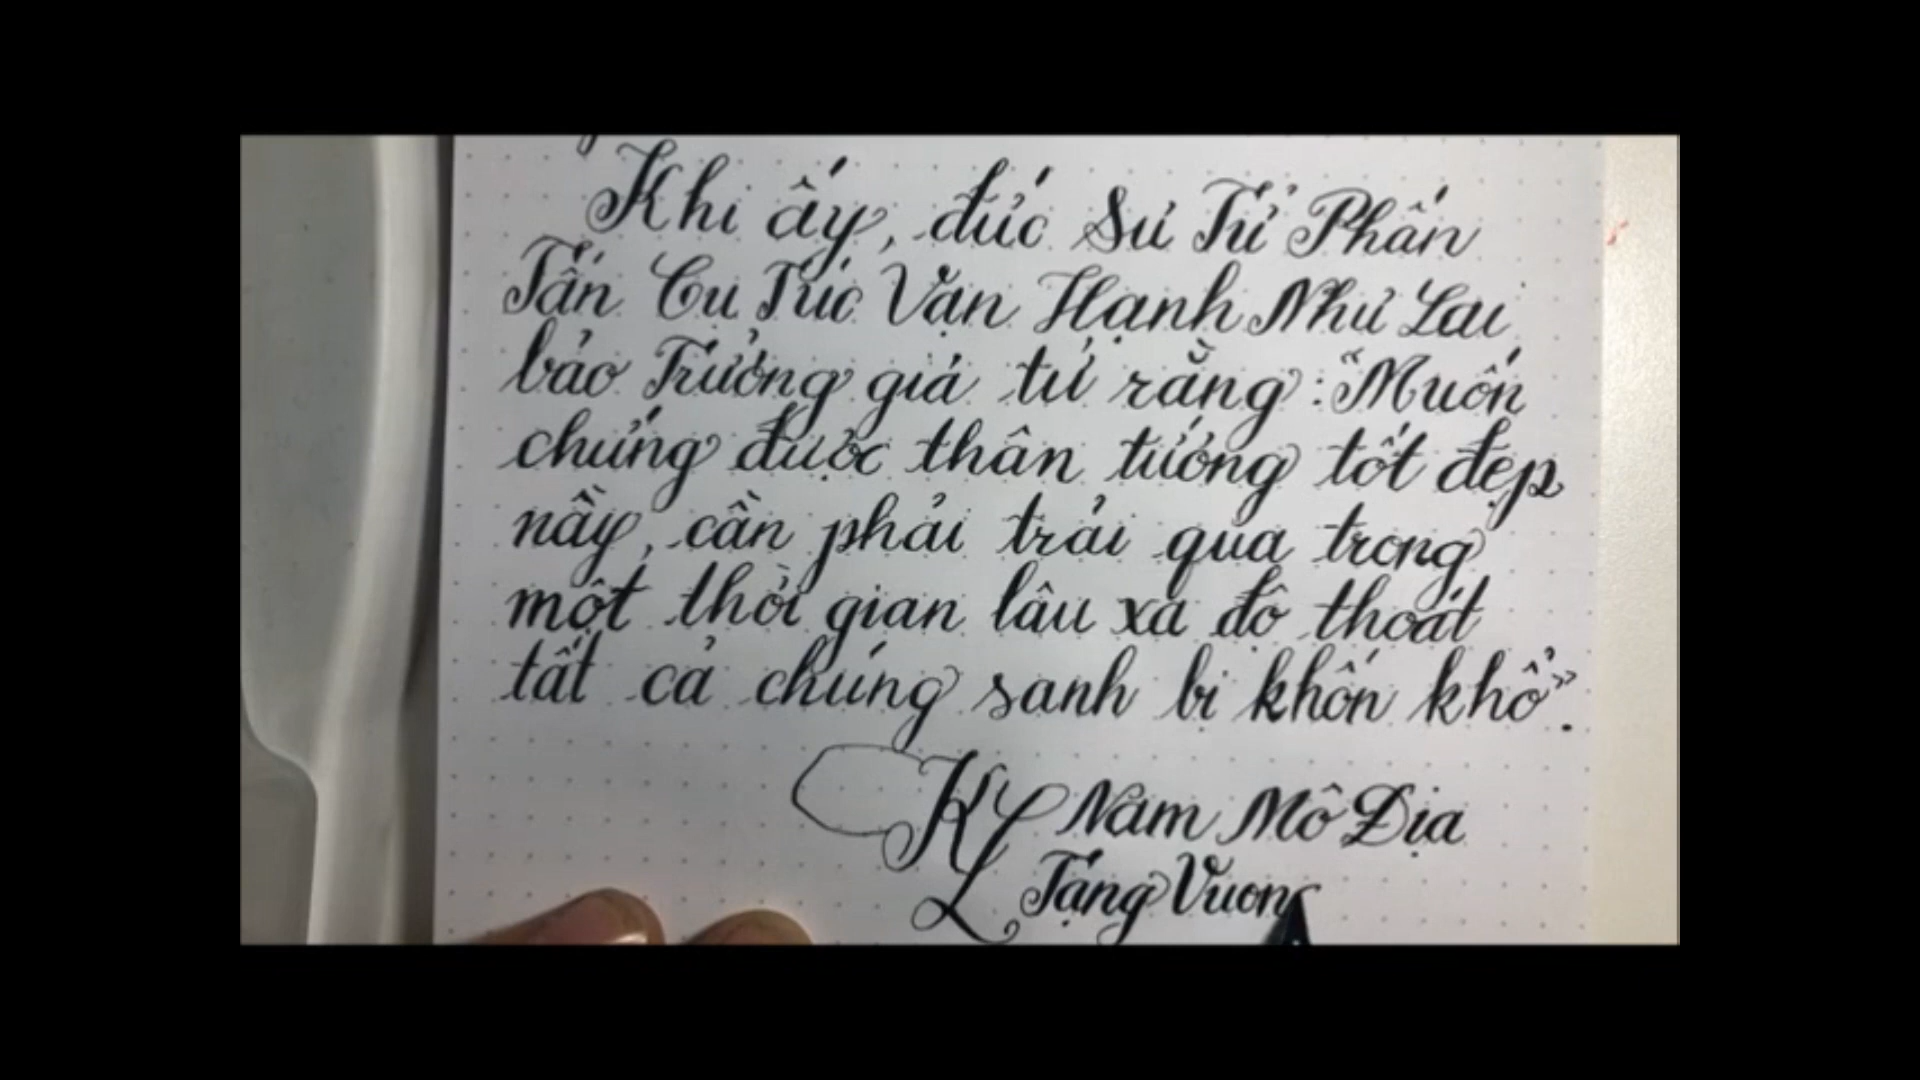 Khi ấy, đức Sư Tử Phấn
Tấn Cụ Túc Vạn Hạnh Như Lai
bảo Trưởng giả tử rằng: "Muốn
chứng được thân tướng tốt đẹp
nầy, cần phải trải qua trong
một thời gian lâu xa độ thoát
tất cả chúng sanh bị khốn khổ".
KL Nam Mô Địa
Tạng Vương